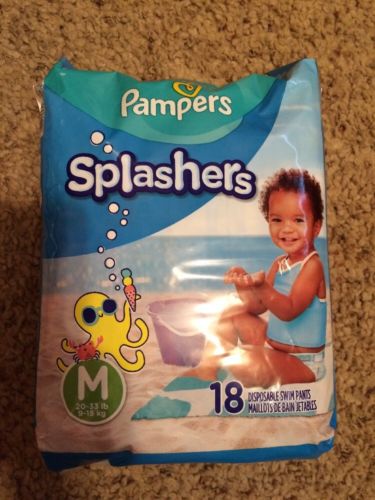 Pampers
Splashers
M
20-33 lb
9-15 kg
18 DISPOSABLE SWIM PANTS
MAILLOTS DE BAIN JETABLES